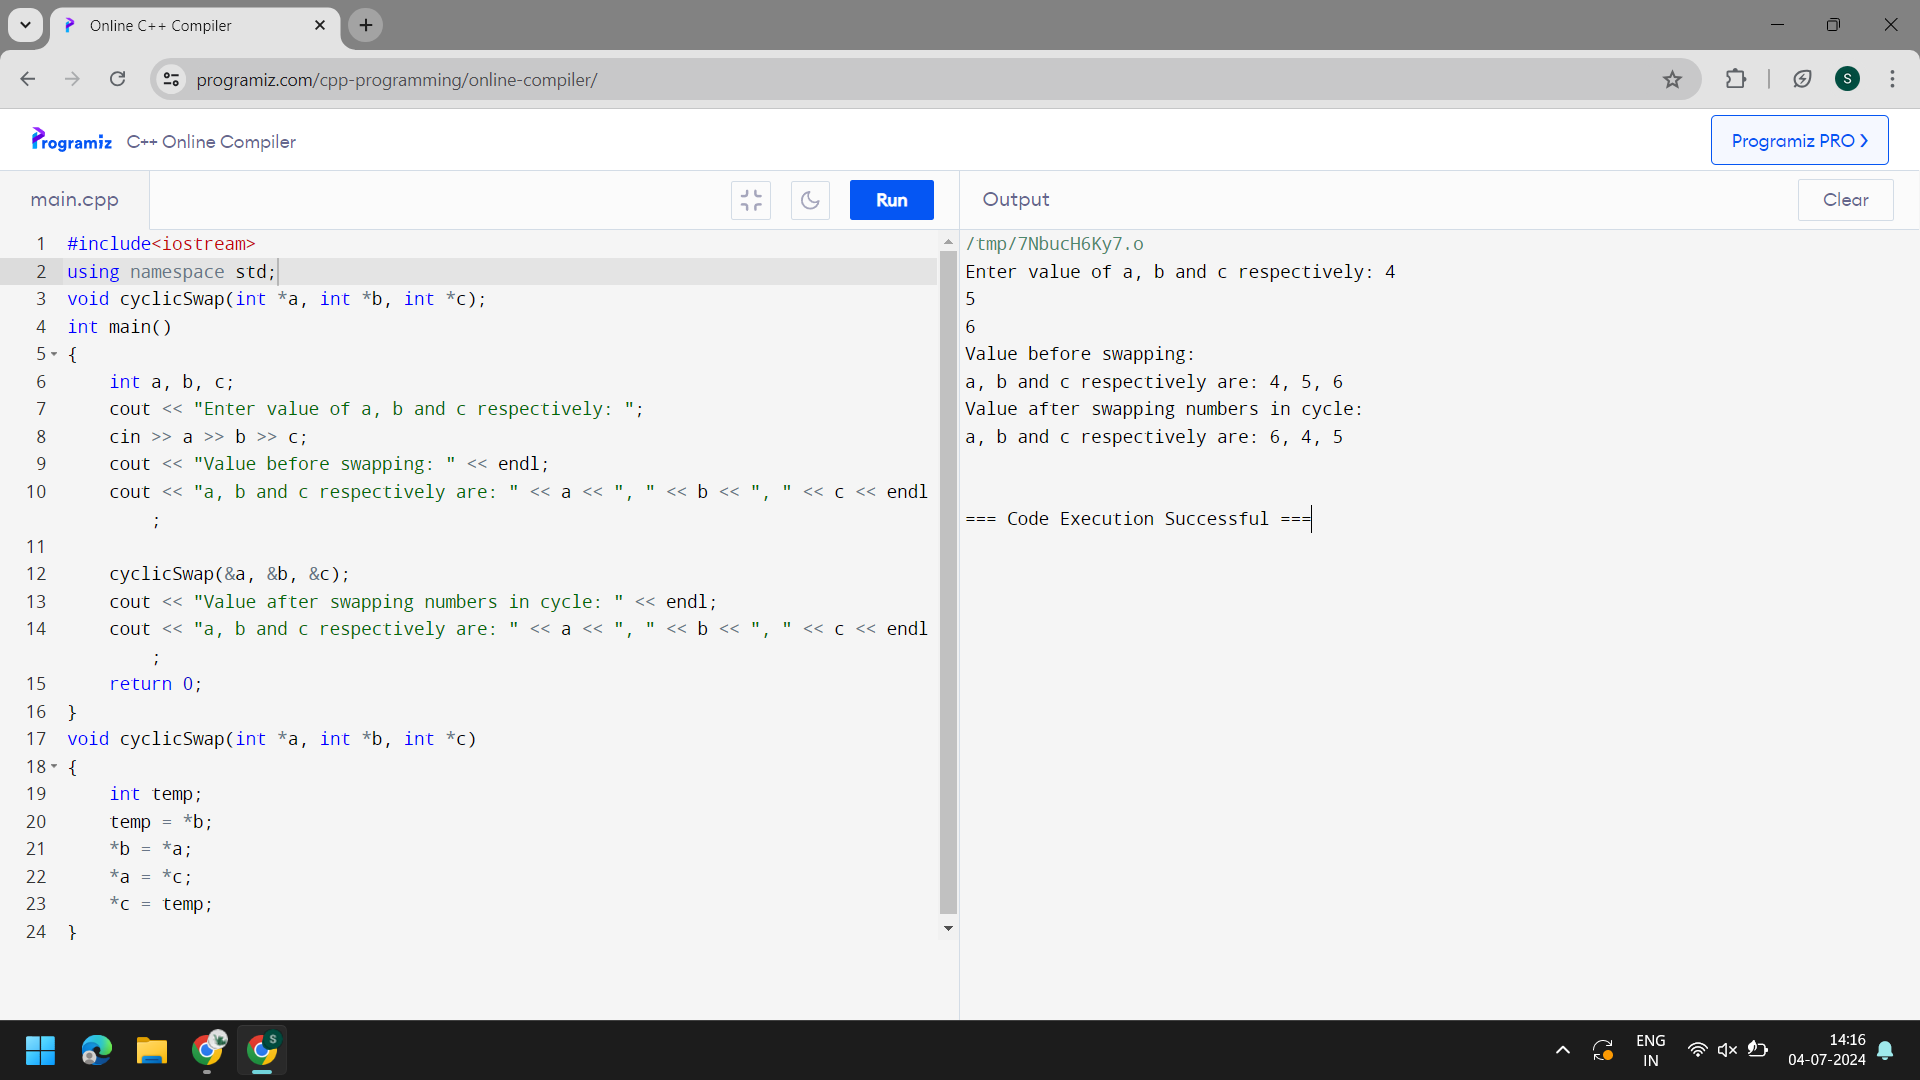 Online C++ Compiler
programiz.com/cpp-programming/online-compiler/
S
Programiz C++ Online Compiler
Programiz PRO
main.cpp
Run
Output
Clear
1 #include<iostream>
2 using namespace std;
3 void cyclicSwap(int *a, int *b, int *c);
4 int main()
5 {
6 int a, b, c;
7 cout << "Enter value of a, b and c respectively: ";
8 cin >> a >> b >> c;
9 cout << "Value before swapping: " << endl;
10 cout << "a, b and c respectively are: " << a << ", " << b << ", " << c << endl
;
11
12 cyclicSwap(&a, &b, &c);
13 cout << "Value after swapping numbers in cycle: " << endl;
14 cout << "a, b and c respectively are: " << a << ", " << b << ", " << c << endl
;
15 return 0;
16 }
17 void cyclicSwap(int *a, int *b, int *c)
18 {
19 int temp;
20 temp = *b;
21 *b = *a;
22 *a = *c;
23 *c = temp;
24 }
/tmp/7NbucH6Ky7.o
Enter value of a, b and c respectively: 4
5
6
Value before swapping:
a, b and c respectively are: 4, 5, 6
Value after swapping numbers in cycle:
a, b and c respectively are: 6, 4, 5
=== Code Execution Successful ===
S
ENG
IN
14:16
04-07-2024